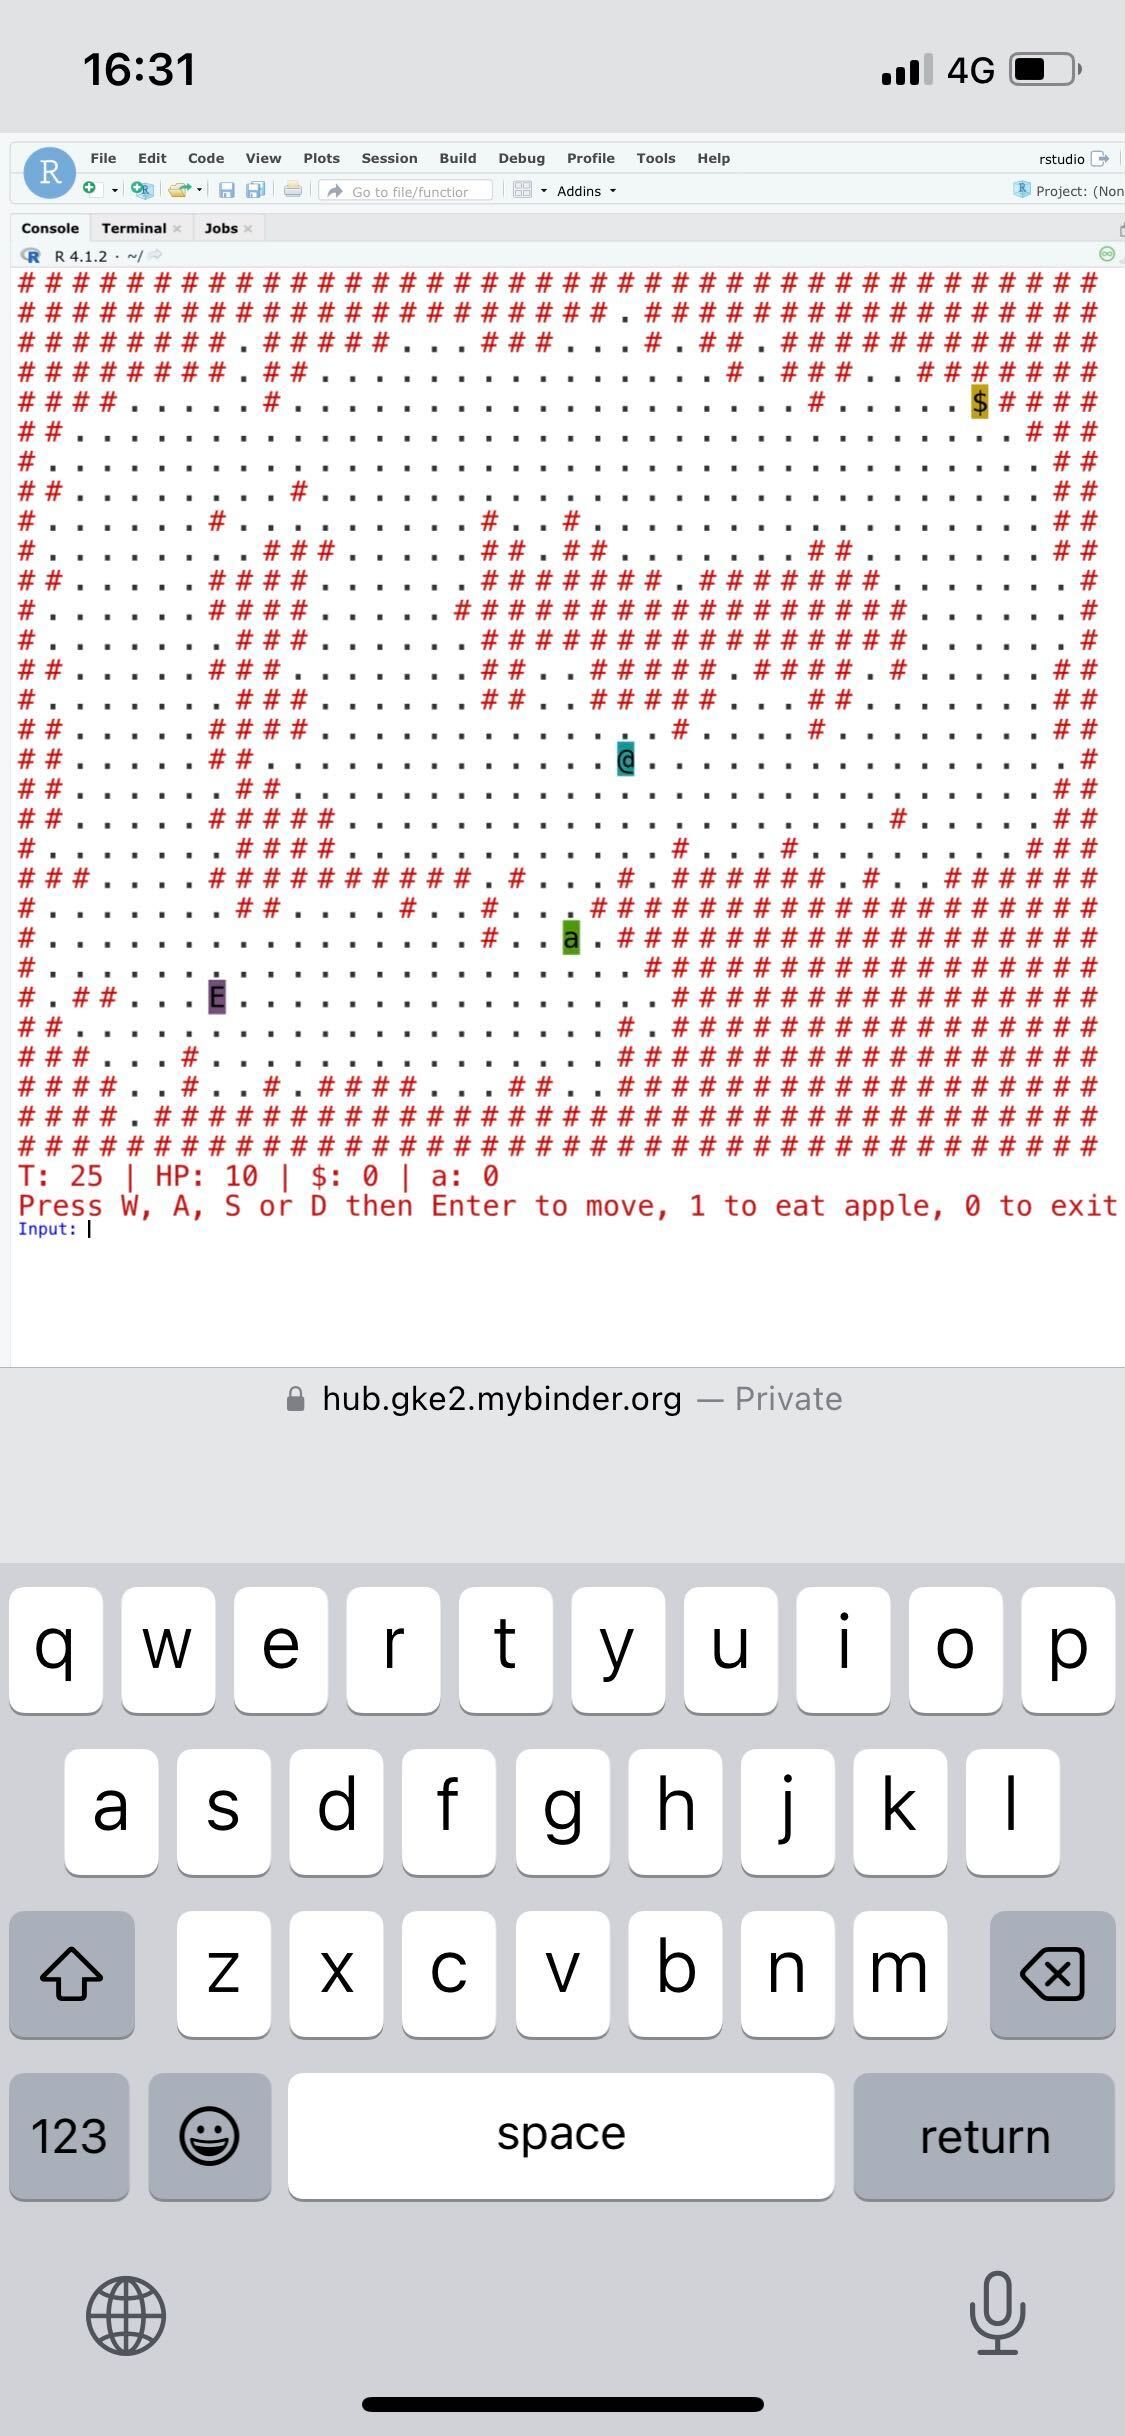 16:31 4G
R File Edit Code View Plots Session Build Debug Profile Tools Help rstudio
Go to file/functior Addins Project: (Non
Console Terminal × Jobs ×
R R 4.1.2 · ~/
# # # # # # # # # # # # # # # # # # # # # # # # # # # # # # # # # # # # # # # #
# # # # # # # # # # # # # # # # # # # # # # . # # # # # # # # # # # # # # # # #
# # # # # # # # . # # # # # . . . # # # . . . # . # # . # # # # # # # # # # # #
# # # # # # # # . # # . . . . . . . . . . . . . . . # . # # # . . # # # # # # #
# # # # . . . . . # . . . . . . . . . . . . . . . . . . . # . . . . . $ # # # #
# # . . . . . . . . . . . . . . . . . . . . . . . . . . . . . . . . . . . # # #
# . . . . . . . . . . . . . . . . . . . . . . . . . . . . . . . . . . . . . # #
# # . . . . . . . . # . . . . . . . . . . . . . . . . . . . . . . . . . . . # #
# . . . . . . # . . . . . . . . . # . . # . . . . . . . . . . . . . . . . . # #
# . . . . . . . . # # # . . . . . # # . # # . . . . . . . # # . . . . . . . # #
# # . . . . . # # # # . . . . . . # # # # # # # . # # # # # # # . . . . . . . #
# . . . . . . # # # # . . . . . # # # # # # # # # # # # # # # # # . . . . . . #
# . . . . . . . # # # . . . . . . # # # # # # # # # # # # # # # # . . . . . . #
# # . . . . . # # # . . . . . . . # # . . # # # # # . # # # # . # . . . . . # #
# . . . . . . . # # # . . . . . . # # . . # # # # # . . . # # . . . . . . . # #
# # . . . . . # # # # . . . . . . . . . . . . . # . . . . # . . . . . . . . # #
# # . . . . . # # . . . . . . . . . . . . . @ . . . . . . . . . . . . . . . . #
# # . . . . . . # # . . . . . . . . . . . . . . . . . . . . . . . . . . . . # #
# # . . . . . # # # # # . . . . . . . . . . . . . . . . . . . . # . . . . . # #
# . . . . . . . # # # # . . . . . . . . . . . . # . . . # . . . . . . . . # # #
# # # . . . . # # # # # # # # # # . # . . . # . # # # # # # . # . . # # # # # #
# . . . . . . . # # . . . . # . . # . . . # # # # # # # # # # # # # # # # # # #
# . . . . . . . . . . . . . . . . # . . a . # # # # # # # # # # # # # # # # # #
# . . . . . . . . . . . . . . . . . . . . . . # # # # # # # # # # # # # # # # #
# . # # . . . E . . . . . . . . . . . . . . . . # # # # # # # # # # # # # # # #
# # . . . . . . . . . . . . . . . . . . . . # . # # # # # # # # # # # # # # # #
# # # . . . # . . . . . . . . . . . . . . . # # # # # # # # # # # # # # # # # #
# # # # . . # . . # . # # # # . . . # # . . # # # # # # # # # # # # # # # # # #
# # # # . # # # # # # # # # # # # # # # # # # # # # # # # # # # # # # # # # # #
# # # # # # # # # # # # # # # # # # # # # # # # # # # # # # # # # # # # # # # #
T: 25 | HP: 10 | $: 0 | a: 0
Press W, A, S or D then Enter to move, 1 to eat apple, 0 to exit
Input:
hub.gke2.mybinder.org — Private
q w e r t y u i o p
a s d f g h j k l
z x c v b n m
123 space return